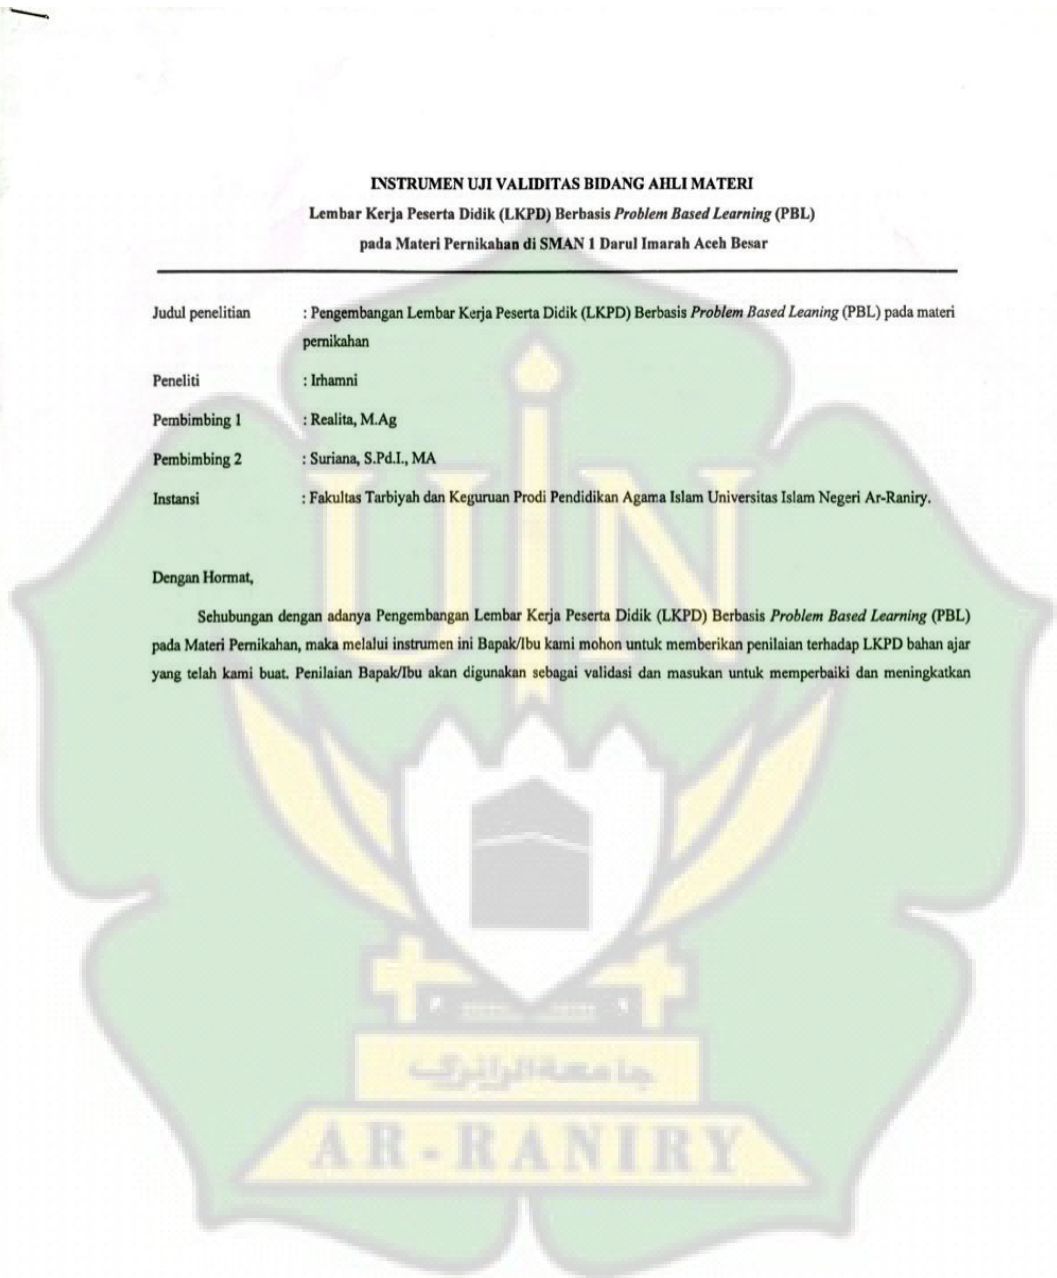 INSTRUMEN UJI VALIDITAS BIDANG AHLI MATERI
Lembar Kerja Peserta Didik (LKPD) Berbasis Problem Based Learning (PBL)
pada Materi Pernikahan di SMAN 1 Darul Imarah Aceh Besar
Judul penelitian : Pengembangan Lembar Kerja Peserta Didik (LKPD) Berbasis Problem Based Leaning (PBL) pada materi
pernikahan
Peneliti : Irhamni
Pembimbing 1 : Realita, M.Ag
Pembimbing 2 : Suriana, S.Pd.I., MA
Instansi : Fakultas Tarbiyah dan Keguruan Prodi Pendidikan Agama Islam Universitas Islam Negeri Ar-Raniry.
Dengan Hormat,
Sehubungan dengan adanya Pengembangan Lembar Kerja Peserta Didik (LKPD) Berbasis Problem Based Learning (PBL)
pada Materi Pernikahan, maka melalui instrumen ini Bapak/Ibu kami mohon untuk memberikan penilaian terhadap LKPD bahan ajar
yang telah kami buat. Penilaian Bapak/Ibu akan digunakan sebagai validasi dan masukan untuk memperbaiki dan meningkatkan
UIN
جامعة الرانري
AR-RANIRY